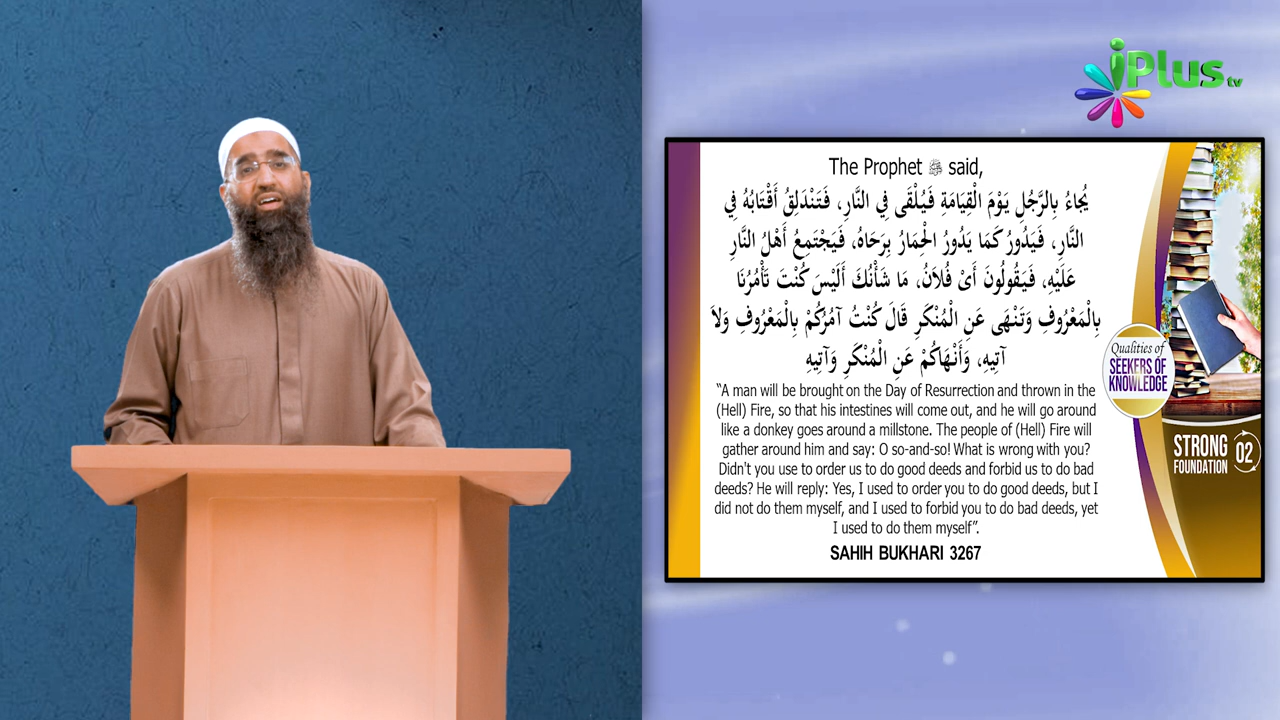 iPlus tv
The Prophet ﷺ said,
يُجَاءُ بِالرَّجُلِ يَوْمَ الْقِيَامَةِ فَيُلْقَى فِي النَّارِ، فَتَنْدَلِقُ أَقْتَابُهُ فِي
النَّارِ، فَيَدُورُ كَمَا يَدُورُ الْحِمَارُ بِرَحَاهُ، فَيَجْتَمِعُ أَهْلُ النَّارِ
عَلَيْهِ، فَيَقُولُونَ أَىْ فُلاَنُ، مَا شَأْنُكَ أَلَيْسَ كُنْتَ تَأْمُرُنَا
بِالْمَعْرُوفِ وَتَنْهَى عَنِ الْمُنْكَرِ قَالَ كُنْتُ آمُرُكُمْ بِالْمَعْرُوفِ وَلاَ
آتِيهِ، وَأَنْهَاكُمْ عَنِ الْمُنْكَرِ وَآتِيهِ
“A man will be brought on the Day of Resurrection and thrown in the
(Hell) Fire, so that his intestines will come out, and he will go around
like a donkey goes around a millstone. The people of (Hell) Fire will
gather around him and say: O so-and-so! What is wrong with you?
Didn't you use to order us to do good deeds and forbid us to do bad
deeds? He will reply: Yes, I used to order you to do good deeds, but I
did not do them myself, and I used to forbid you to do bad deeds, yet
I used to do them myself”.
SAHIH BUKHARI 3267
Qualities of
SEEKERS OF
KNOWLEDGE
STRONG
FOUNDATION 02